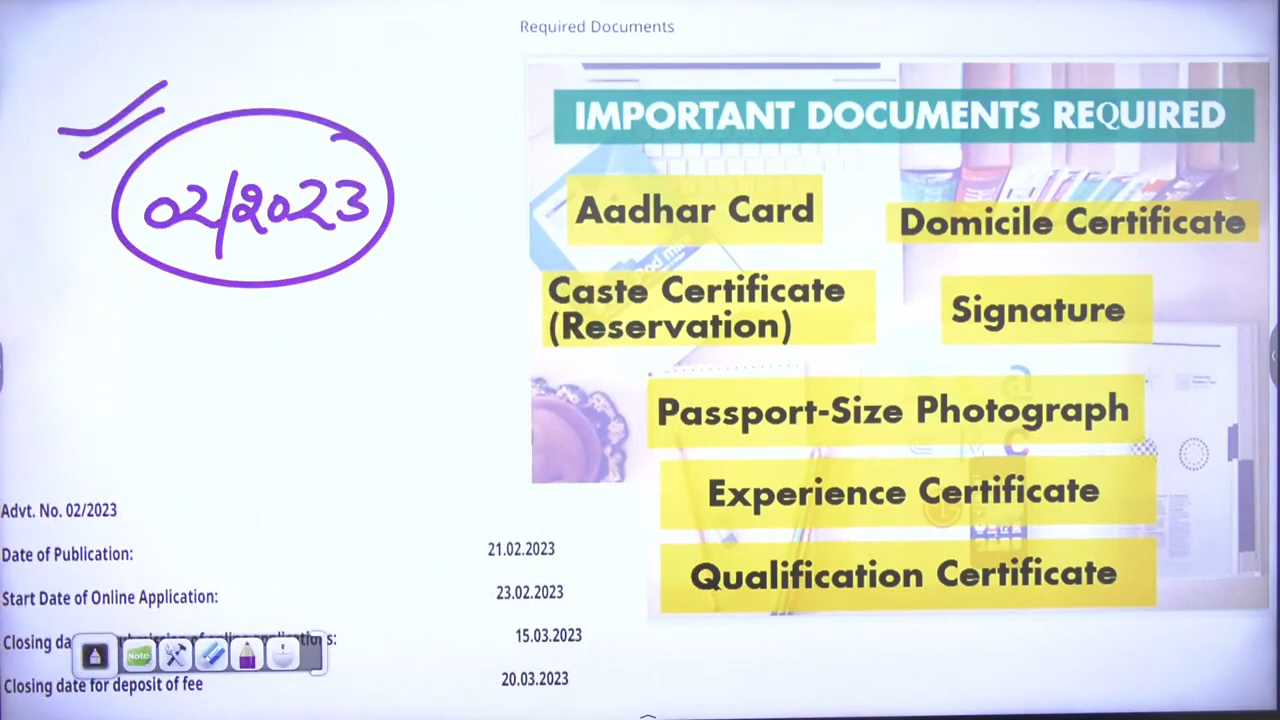 Required Documents
02/2023
IMPORTANT DOCUMENTS REQUIRED
Aadhar Card
Domicile Certificate
Caste Certificate
(Reservation)
Signature
Passport-Size Photograph
Experience Certificate
Qualification Certificate
Advt. No. 02/2023
Date of Publication: 21.02.2023
Start Date of Online Application: 23.02.2023
Closing 15.03.2023
Note
Closing date for deposit of fee 20.03.2023